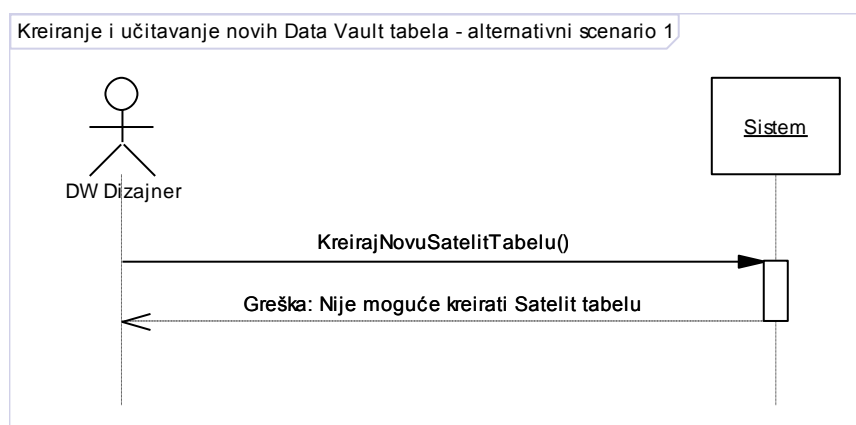 Kreiranje i učitavanje novih Data Vault tabela - alternativni scenario 1
Sistem
DW Dizajner
KreirajNovuSatelitTabelu()
Greška: Nije moguće kreirati Satelit tabelu